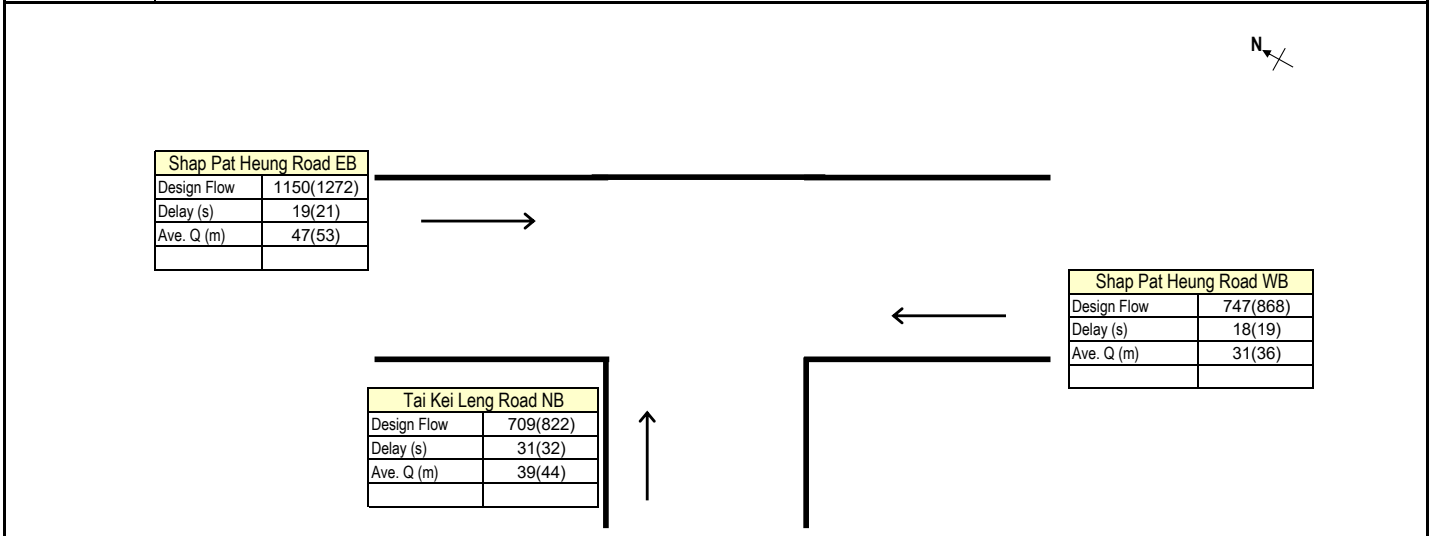 N
Shap Pat Heung Road EB
Design Flow 1150(1272)
Delay (s) 19(21)
Ave. Q (m) 47(53)
Shap Pat Heung Road WB
Design Flow 747(868)
Delay (s) 18(19)
Ave. Q (m) 31(36)
Tai Kei Leng Road NB
Design Flow 709(822)
Delay (s) 31(32)
Ave. Q (m) 39(44)